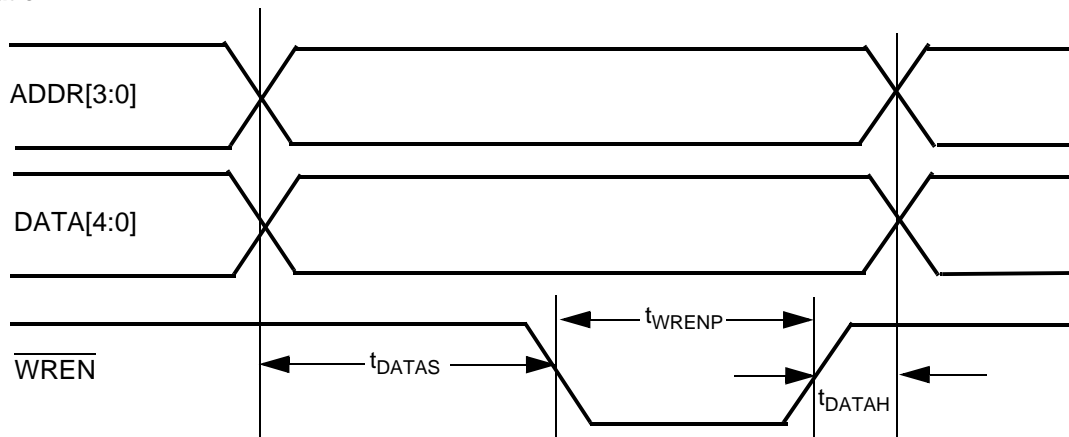 ADDR[3:0]
DATA[4:0]
tWRENP
WREN
tDATAS
tDATAH